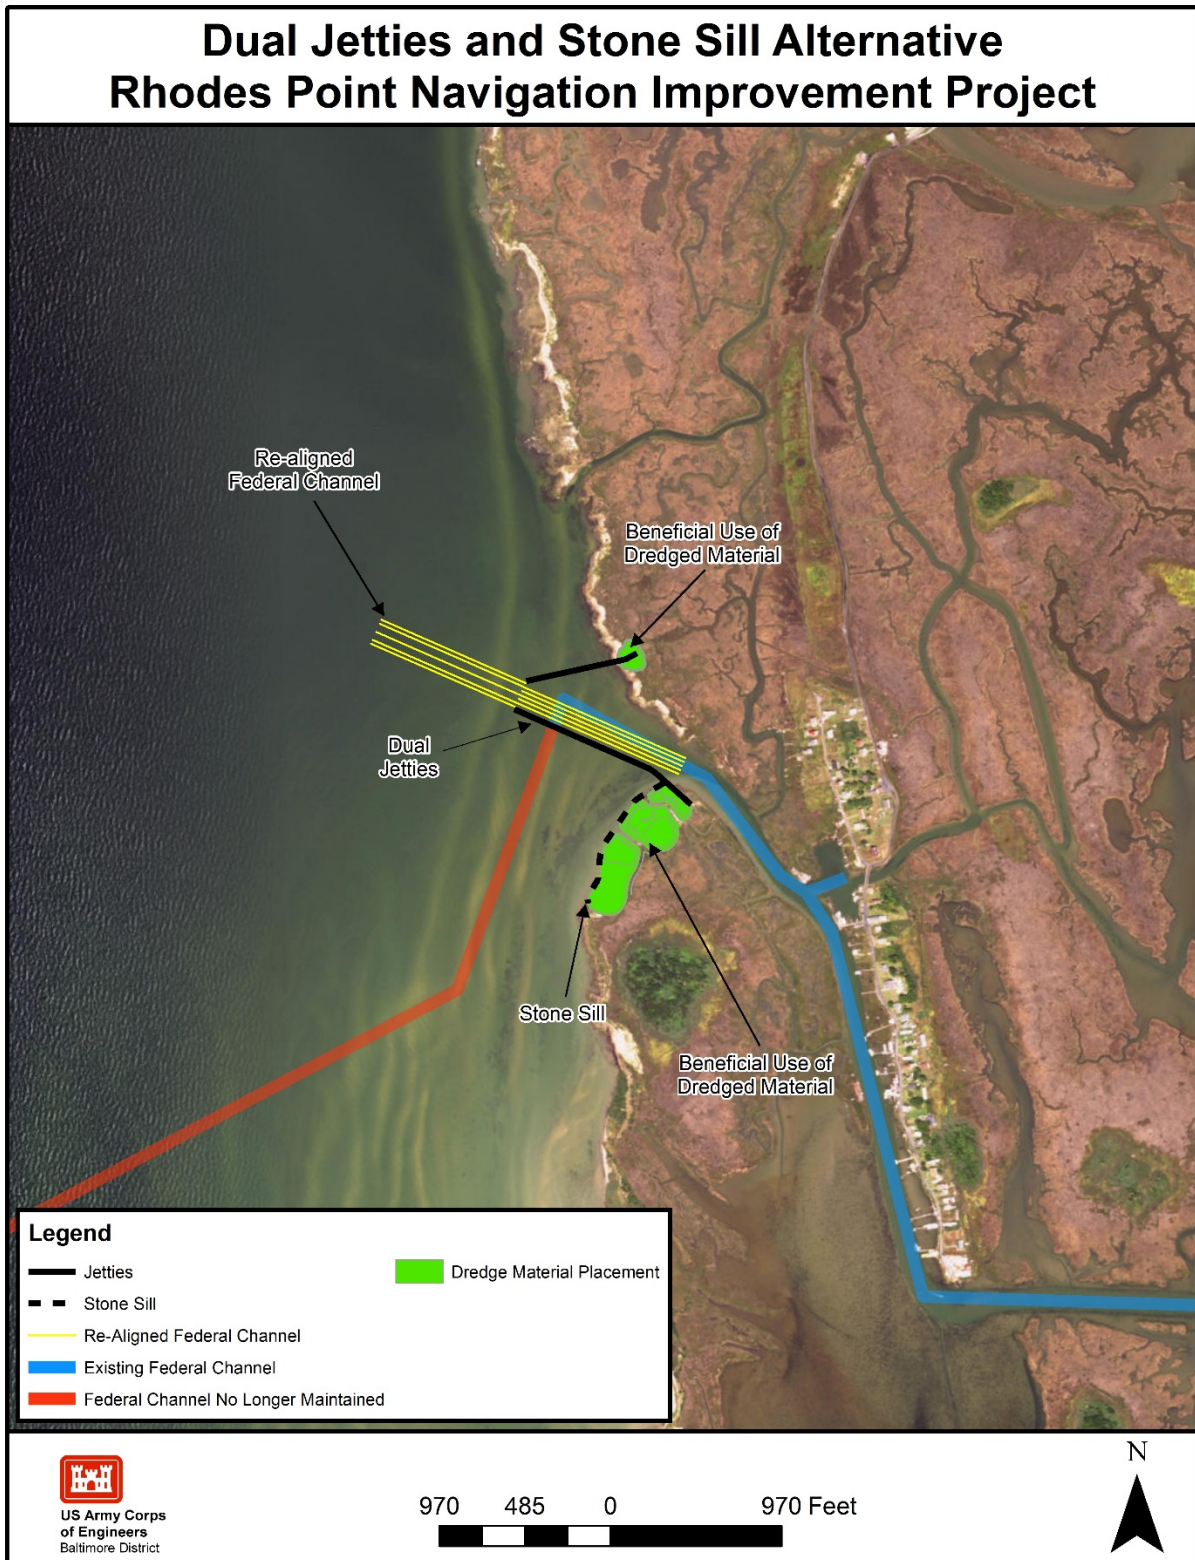 Dual Jetties and Stone Sill Alternative
Rhodes Point Navigation Improvement Project
Re-aligned
Federal Channel
Beneficial Use of
Dredged Material
Dual
Jetties
Stone Sill
Beneficial Use of
Dredged Material
Legend
Jetties
Dredge Material Placement
Stone Sill
Re-Aligned Federal Channel
Existing Federal Channel
Federal Channel No Longer Maintained
US Army Corps
of Engineers
Baltimore District
970 485 0 970 Feet
N